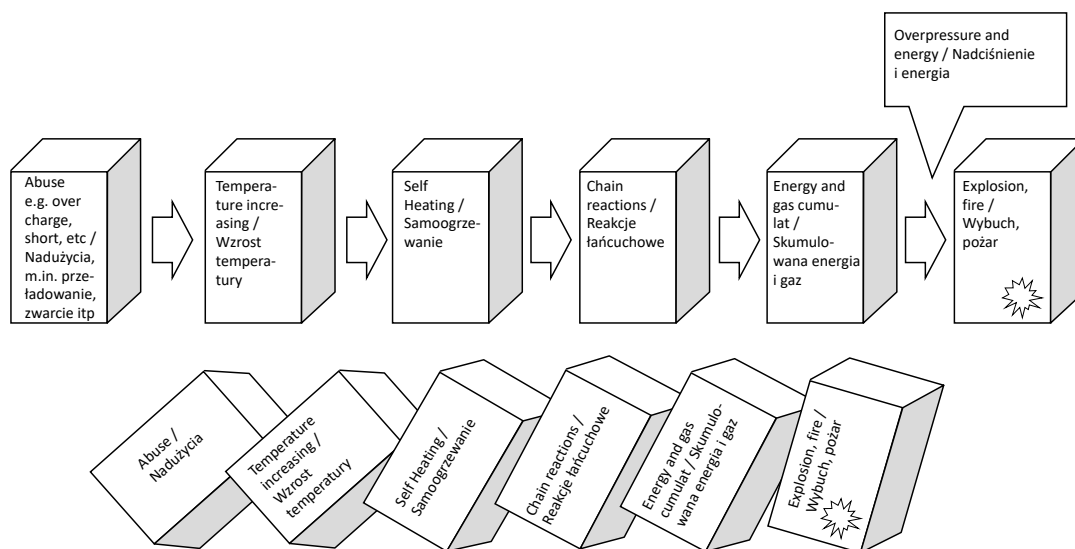 Overpressure and
energy / Nadciśnienie
i energia
Abuse
e.g. over
charge,
short, etc /
Nadużycia,
m.in. prze-
ładowanie,
zwarcie itp
Tempera-
ture incre-
asing /
Wzrost
tempera-
tury
Self
Heating /
Samoogrze-
wanie
Chain
reactions /
Reakcje
łańcuchowe
Energy and
gas cumu-
lat /
Skumulo-
wana energia
i gaz
Explosion,
fire /
Wybuch,
pożar
Abuse /
Nadużycia
Temperature
increasing /
Wzrost
temperatury
Self Heating /
Samoogrzewanie
Chain reactions /
Reakcje łańcuchowe
Energy and gas
cumulat / Skumulo-
wana energia i gaz
Explosion, fire /
Wybuch, pożar